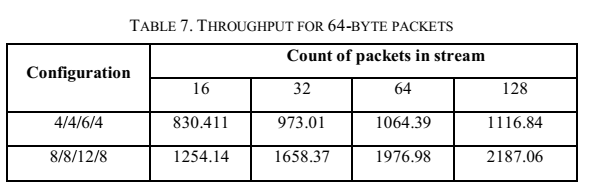 TABLE 7. THROUGHPUT FOR 64-BYTE PACKETS
Configuration
Count of packets in stream
16 32 64 128
4/4/6/4 830.411 973.01 1064.39 1116.84
8/8/12/8 1254.14 1658.37 1976.98 2187.06